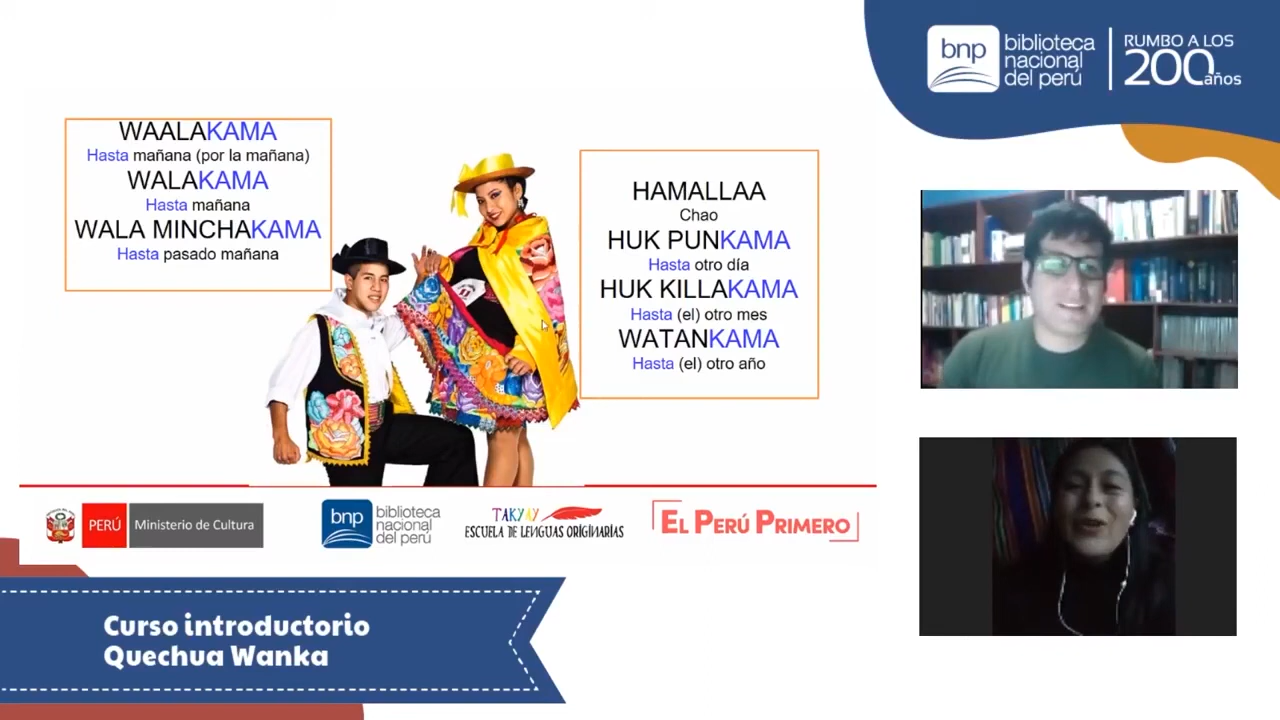 bnp
biblioteca
nacional
del perú
RUMBO A LOS
200años
WAALAKAMA
Hasta mañana (por la mañana)
WALAKAMA
Hasta mañana
WALA MINCHAKAMA
Hasta pasado mañana
HAMALLAA
Chao
HUK PUNKAMA
Hasta otro día
HUK KILLAKAMA
Hasta (el) otro mes
WATANKAMA
Hasta (el) otro año
PERÚ
Ministerio de Cultura
bnp
biblioteca
nacional
del perú
TAKYAY
ESCUELA DE LENGUAS ORIGINARIAS
EL PERÚ PRIMERO
Curso introductorio
Quechua Wanka